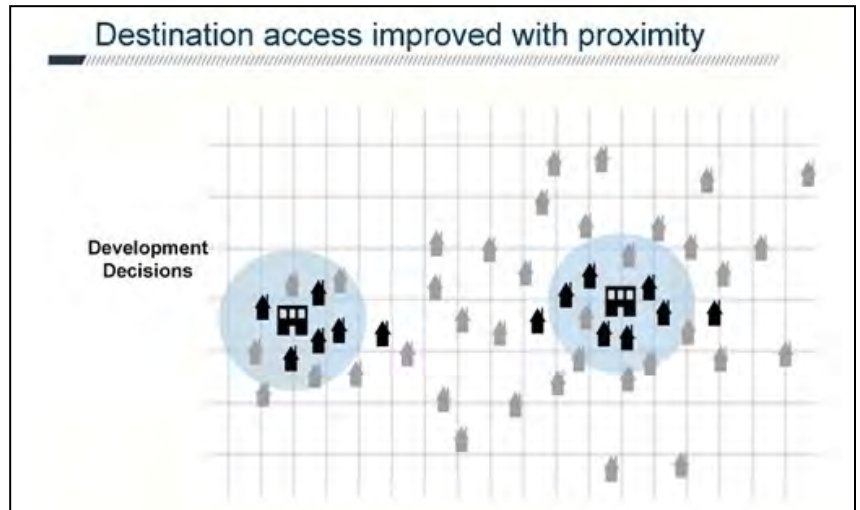 Destination access improved with proximity
Development
Decisions